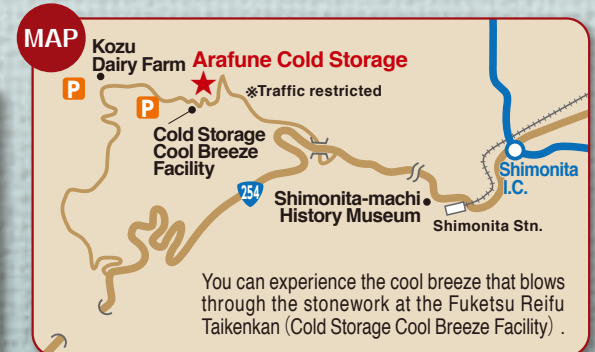 MAP
Kozu
Dairy Farm
Arafune Cold Storage
P
P
※Traffic restricted
Cold Storage
Cool Breeze
Facility
254
Shimonita-machi
History Museum
Shimonita
I.C.
Shimonita Stn.
You can experience the cool breeze that blows
through the stonework at the Fuketsu Reifu
Taikenkan (Cold Storage Cool Breeze Facility) .